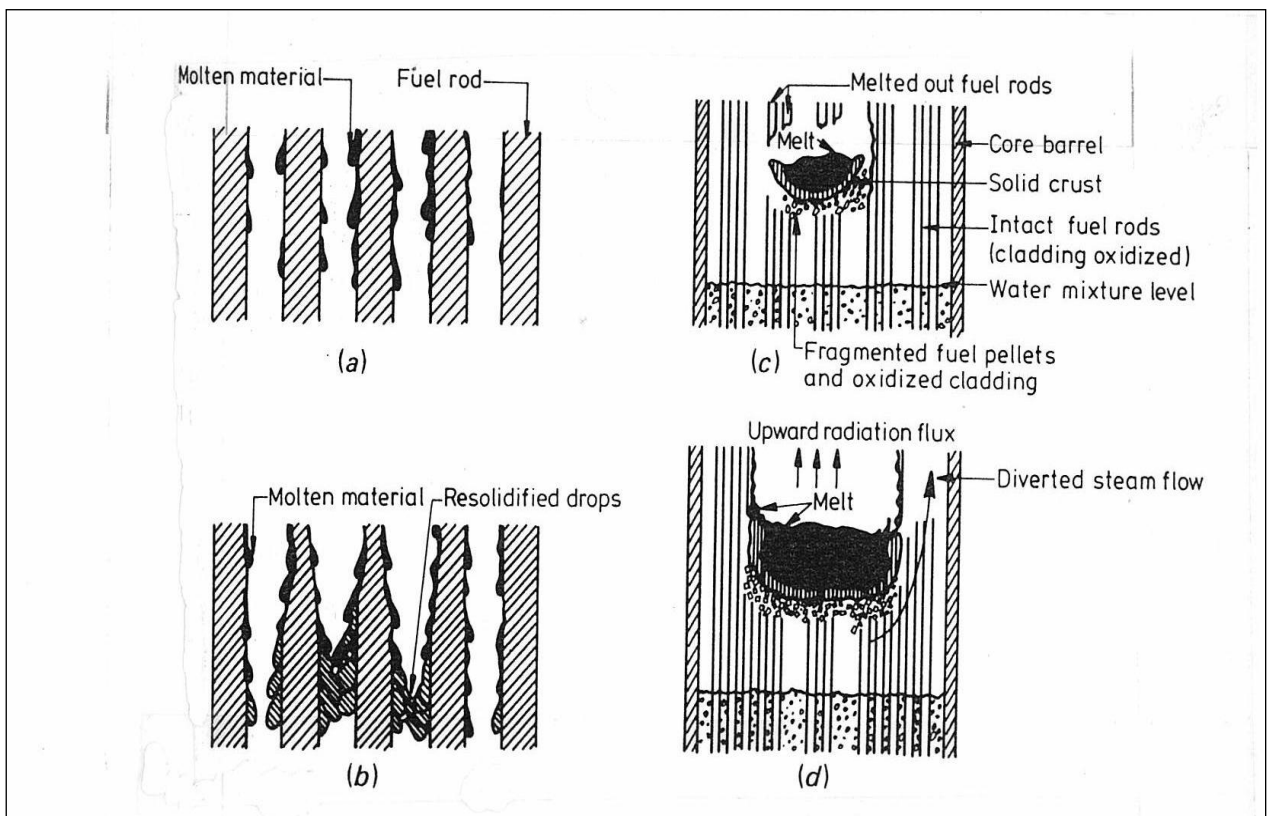 Molten material
Fuel rod
(a)
Molten material
Resolidified drops
(b)
Melted out fuel rods
Melt
Core barrel
Solid crust
Intact fuel rods
(cladding oxidized)
Water mixture level
(c)
Fragmented fuel pellets
and oxidized cladding
Upward radiation flux
Diverted steam flow
Melt
(d)